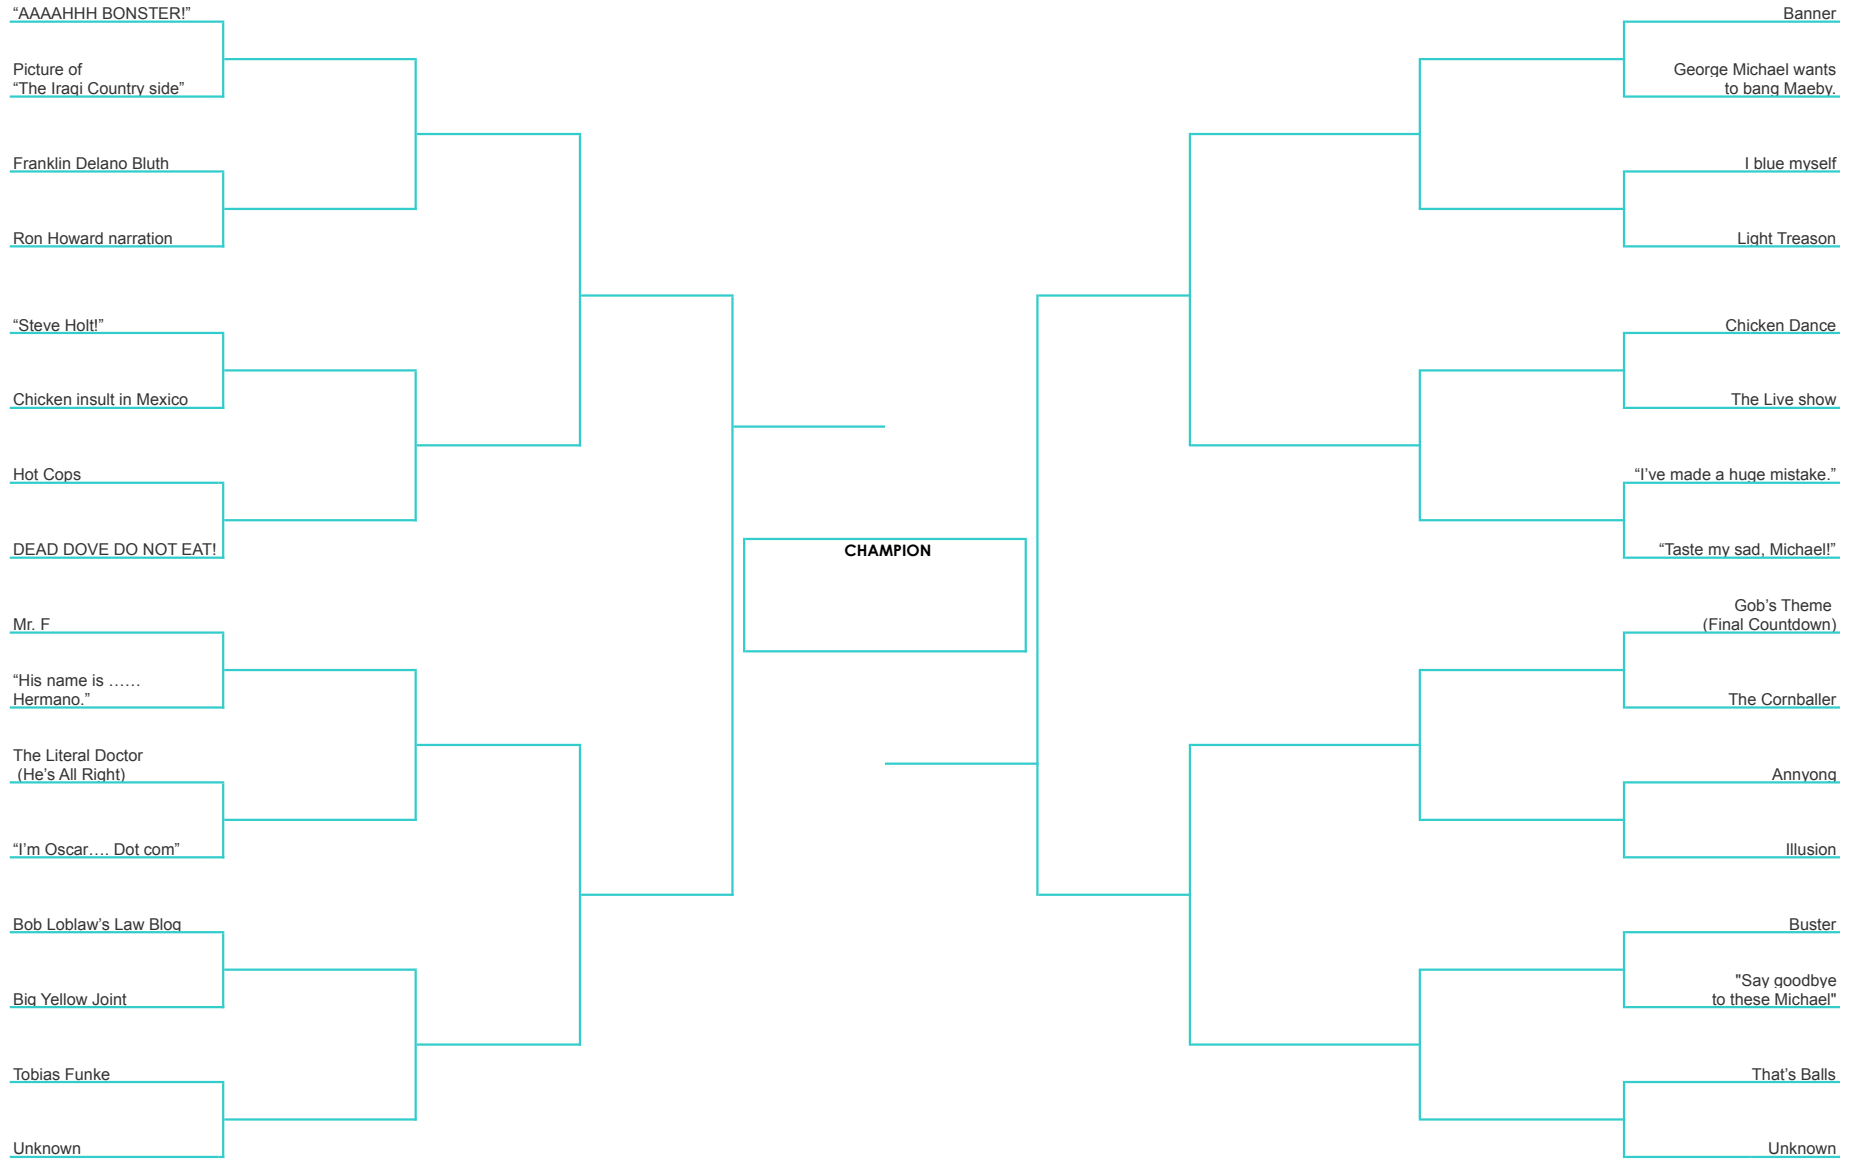 “AAAAHHH BONSTER!”
Picture of
“The Iraqi Country side”
Franklin Delano Bluth
Ron Howard narration
“Steve Holt!”
Chicken insult in Mexico
Hot Cops
DEAD DOVE DO NOT EAT!
Mr. F
“His name is ……
Hermano.”
The Literal Doctor
(He’s All Right)
“I’m Oscar…. Dot com”
Bob Loblaw’s Law Blog
Big Yellow Joint
Tobias Funke
Unknown
CHAMPION
Banner
George Michael wants
to bang Maeby.
I blue myself
Light Treason
Chicken Dance
The Live show
“I’ve made a huge mistake.”
“Taste my sad, Michael!”
Gob’s Theme
(Final Countdown)
The Cornballer
Annyong
Illusion
Buster
"Say goodbye
to these Michael"
That’s Balls
Unknown